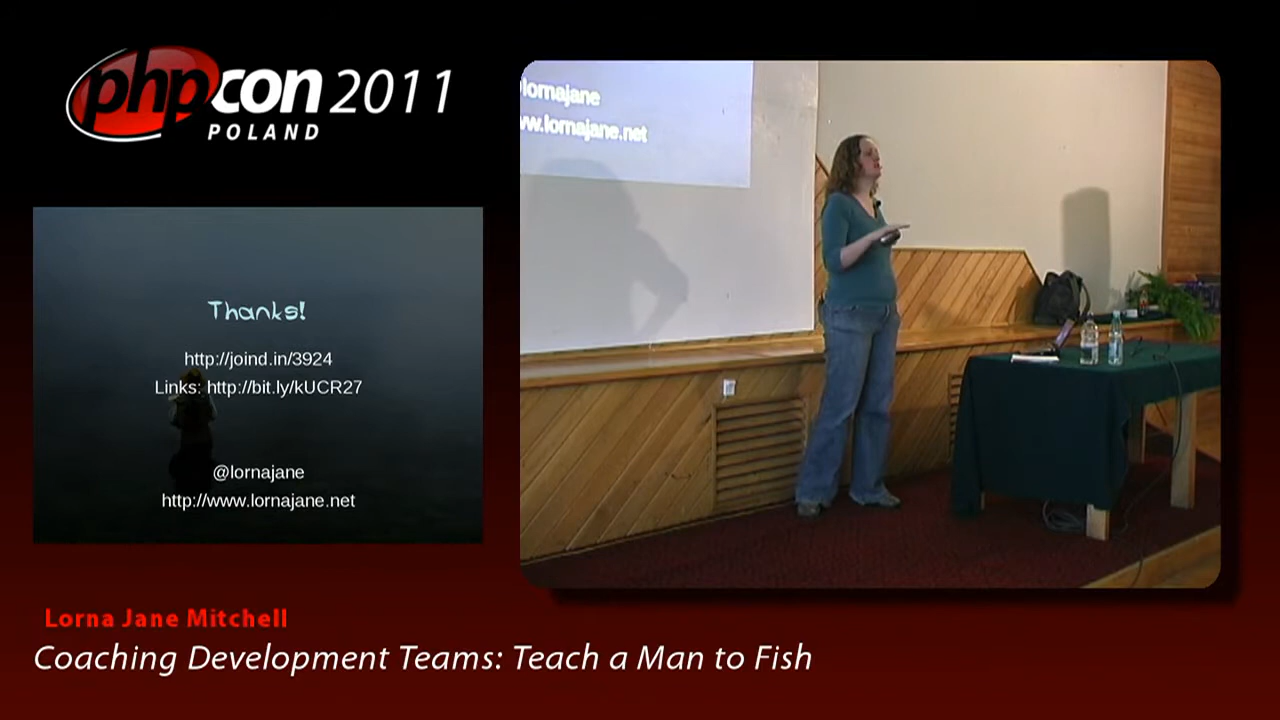 phpcon 2011
POLAND
Thanks!
http://joind.in/3924
Links: http://bit.ly/kUCR27
@lornajane
http://www.lornajane.net
lornajane
ww.lornajane.net
Lorna Jane Mitchell
Coaching Development Teams: Teach a Man to Fish